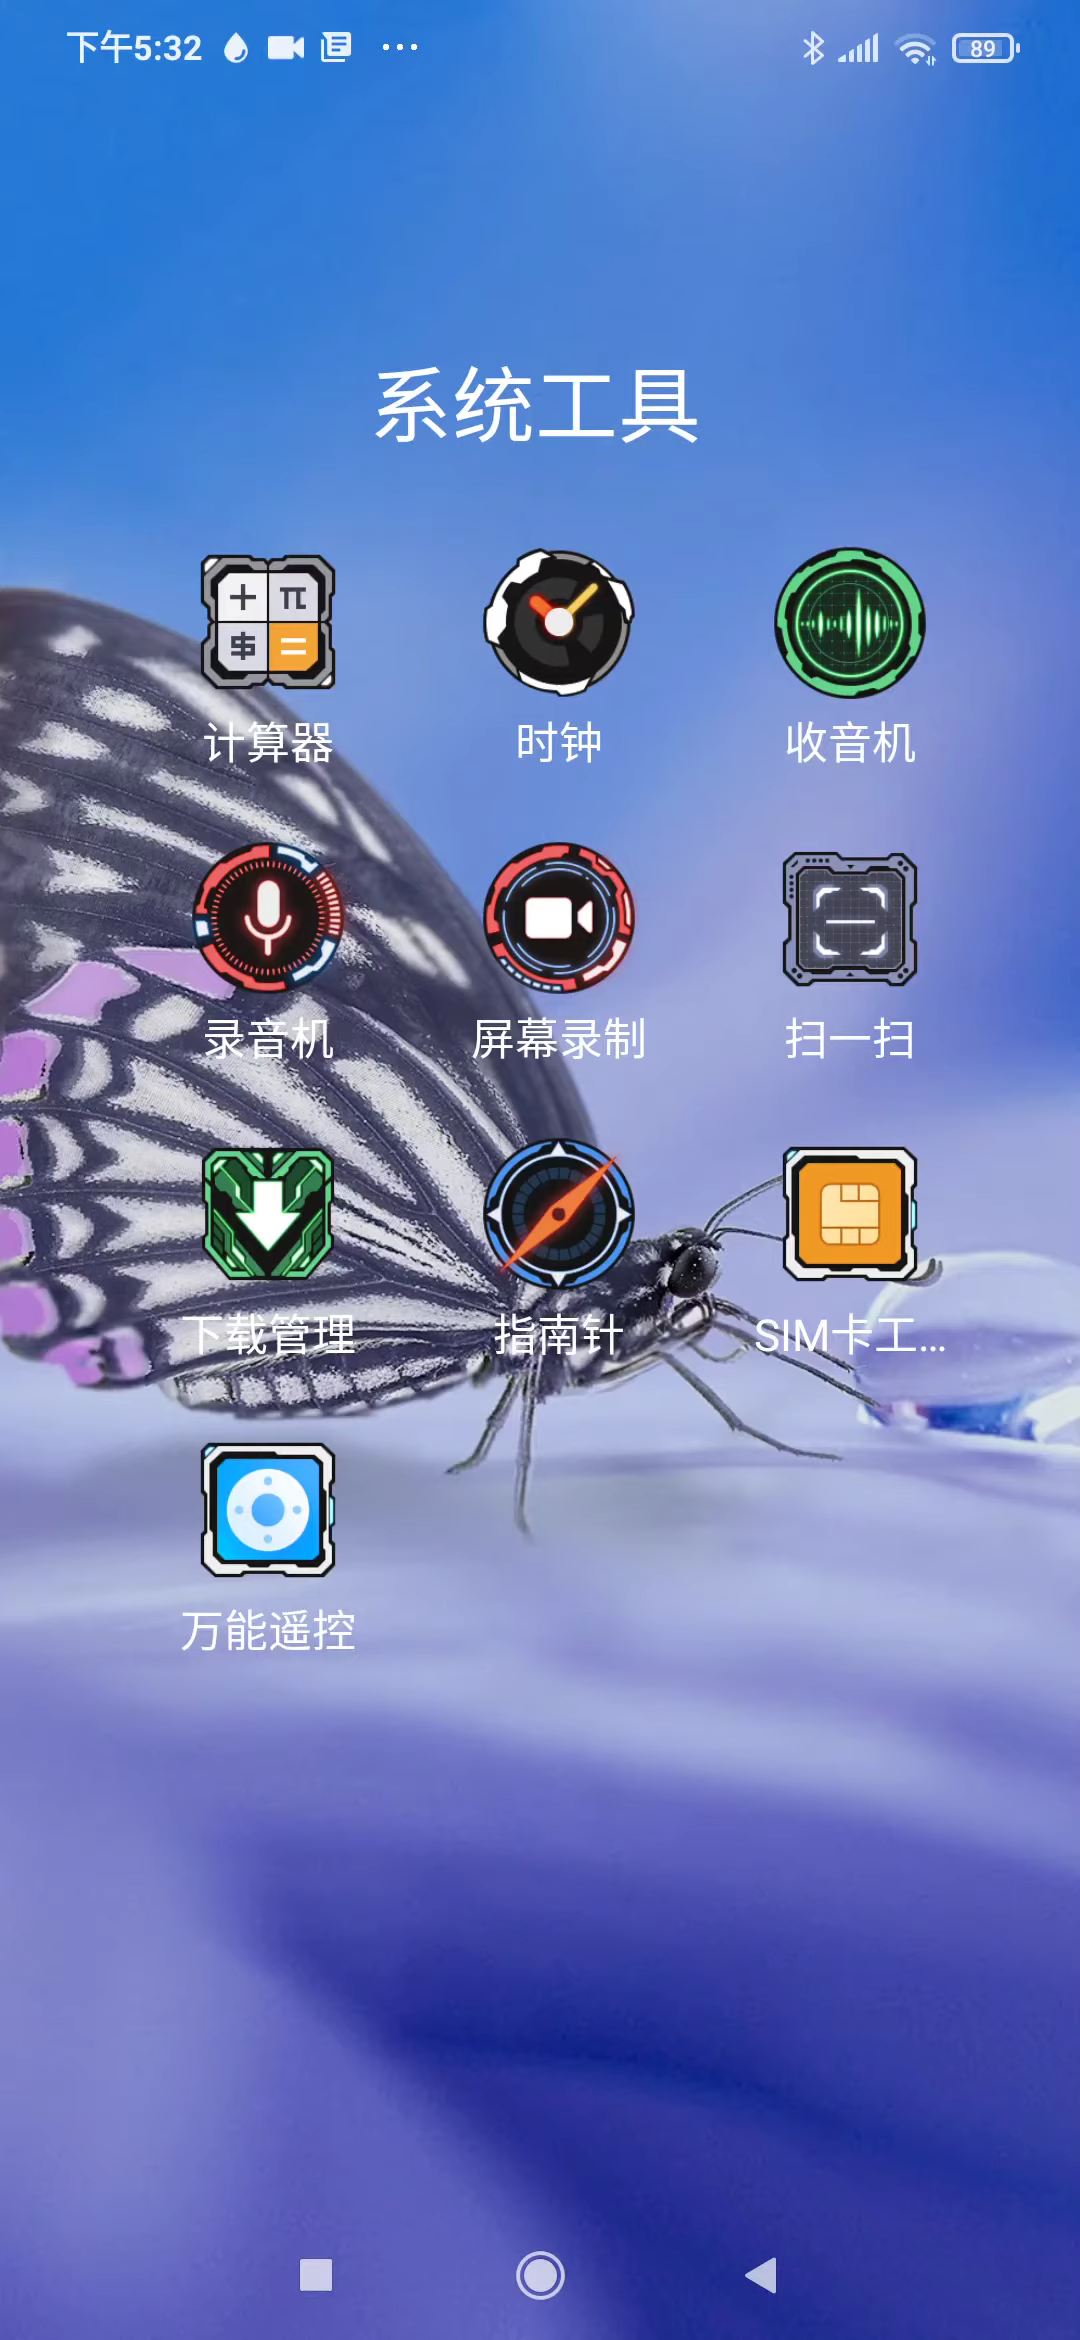 下午5:32
89
系统工具
计算器 时钟 收音机
录音机 屏幕录制 扫一扫
下载管理 指南针 SIM卡工...
万能遥控